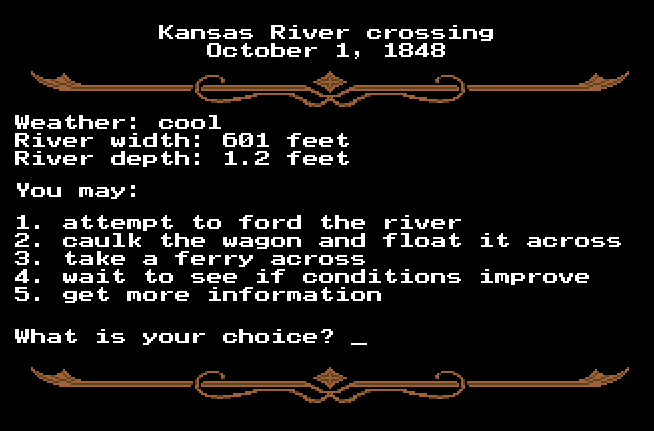 Kansas River crossing
October 1, 1848
Weather: cool
River width: 601 feet
River depth: 1.2 feet
You may:
1. attempt to ford the river
2. caulk the wagon and float it across
3. take a ferry across
4. wait to see if conditions improve
5. get more information
What is your choice? _